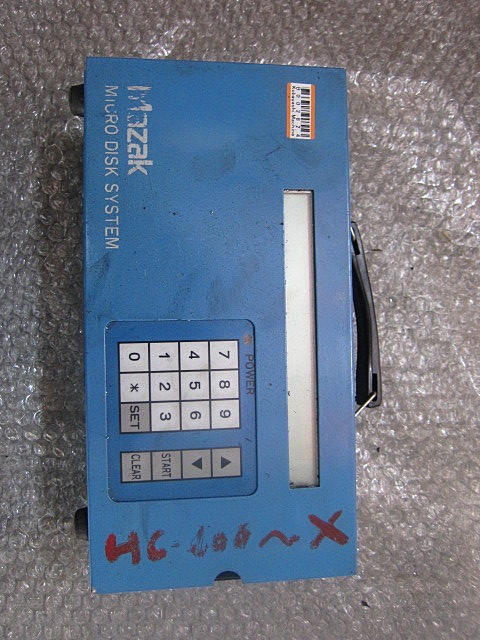 Mazak
MICRO DISK SYSTEM
POWER
7 8 9 ▲
4 5 6 ▼
1 2 3 START
0 * SET CLEAR